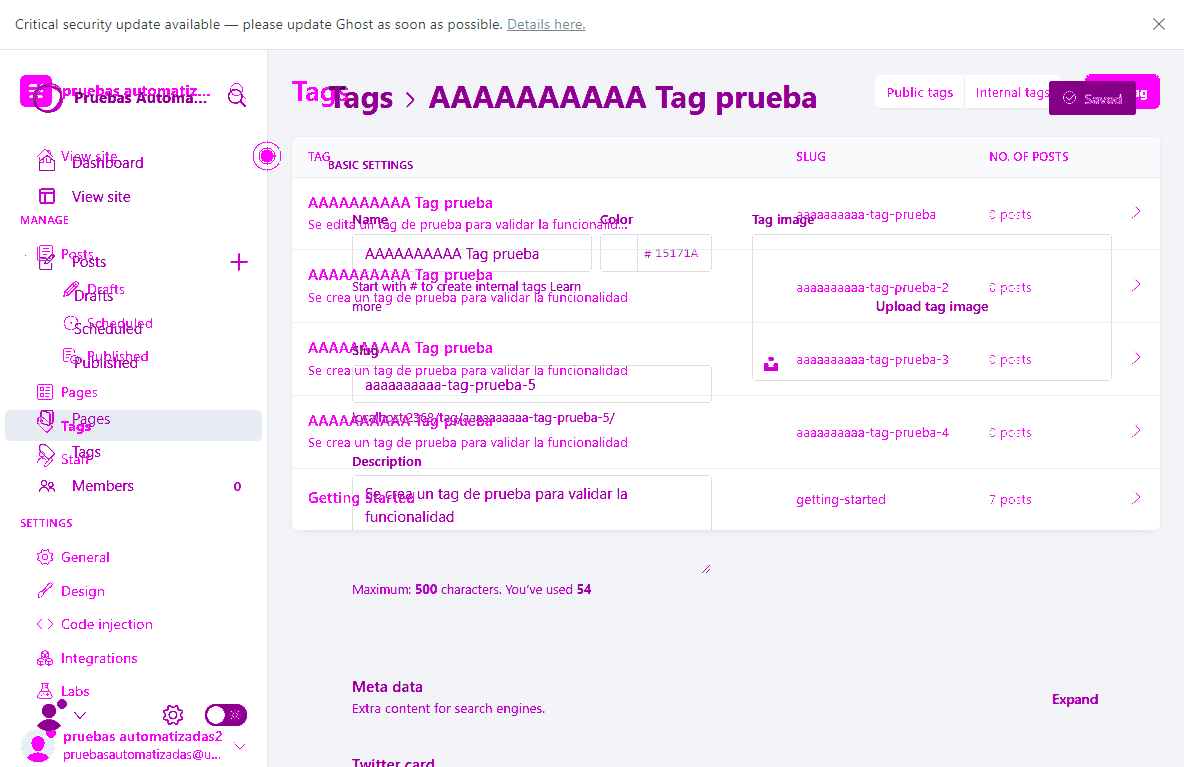 Critical security update available — please update Ghost as soon as possible. Details here.
pruebas automatiz...
Pruebas Automa...
Tags
Tags > AAAAAAAAAA Tag prueba
Public tags
Internal tags
Saved
View site
Dashboard
View site
MANAGE
Posts
Posts
Drafts
Drafts
Scheduled
Scheduled
Published
Published
Pages
Pages
Tags
Tags
Staff
Members 0
SETTINGS
General
Design
Code injection
Integrations
Labs
pruebas automatizadas2
pruebasautomatizadas@u...
TAG SLUG NO. OF POSTS
AAAAAAAAAA Tag prueba
Se edita un tag de prueba para validar la funcionalid...
aaaaaaaaaa-tag-prueba 0 posts
AAAAAAAAAA Tag prueba
Se crea un tag de prueba para validar la funcionalidad
aaaaaaaaaa-tag-prueba-2 0 posts
AAAAAAAAAA Tag prueba
Se crea un tag de prueba para validar la funcionalidad
aaaaaaaaaa-tag-prueba-3 0 posts
AAAAAAAAAA Tag prueba
Se crea un tag de prueba para validar la funcionalidad
aaaaaaaaaa-tag-prueba-4 0 posts
Getting Started
getting-started 7 posts
BASIC SETTINGS
Name
AAAAAAAAAA Tag prueba
Start with # to create internal tags Learn
more
Color
# 15171A
Tag image
Upload tag image
Slug
aaaaaaaaaa-tag-prueba-5
localhost:2368/tag/aaaaaaaaaa-tag-prueba-5/
Description
Se crea un tag de prueba para validar la
funcionalidad
Maximum: 500 characters. You've used 54
Meta data
Extra content for search engines.
Expand
Twitter card